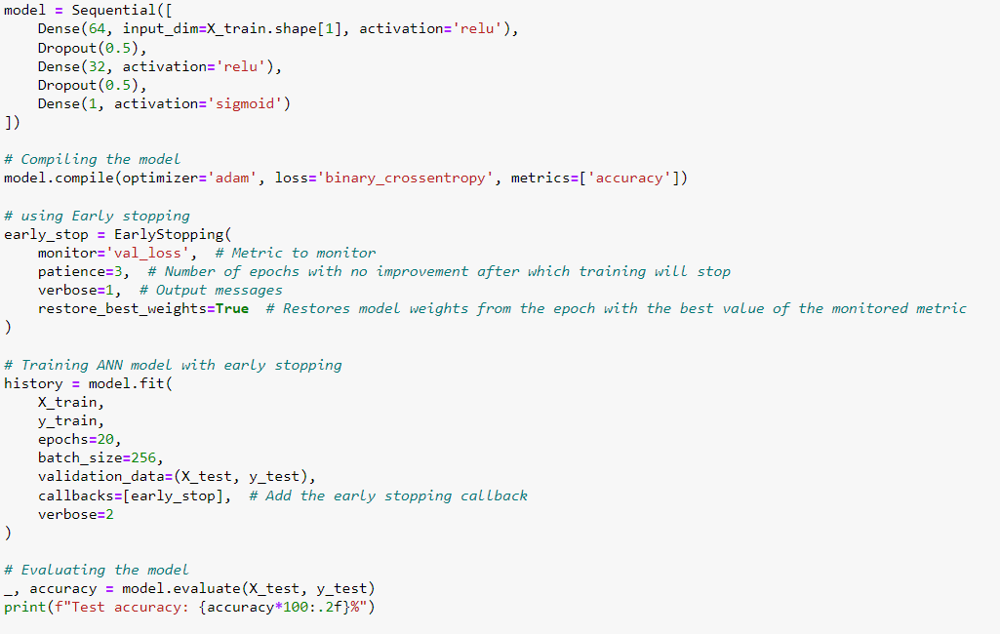 model = Sequential([
    Dense(64, input_dim=X_train.shape[1], activation='relu'),
    Dropout(0.5),
    Dense(32, activation='relu'),
    Dropout(0.5),
    Dense(1, activation='sigmoid')
])

# Compiling the model
model.compile(optimizer='adam', loss='binary_crossentropy', metrics=['accuracy'])

# using Early stopping
early_stop = EarlyStopping(
    monitor='val_loss',  # Metric to monitor
    patience=3,  # Number of epochs with no improvement after which training will stop
    verbose=1,  # Output messages
    restore_best_weights=True  # Restores model weights from the epoch with the best value of the monitored metric
)

# Training ANN model with early stopping
history = model.fit(
    X_train,
    y_train,
    epochs=20,
    batch_size=256,
    validation_data=(X_test, y_test),
    callbacks=[early_stop],  # Add the early stopping callback
    verbose=2
)

# Evaluating the model
_, accuracy = model.evaluate(X_test, y_test)
print(f"Test accuracy: {accuracy*100:.2f}%")